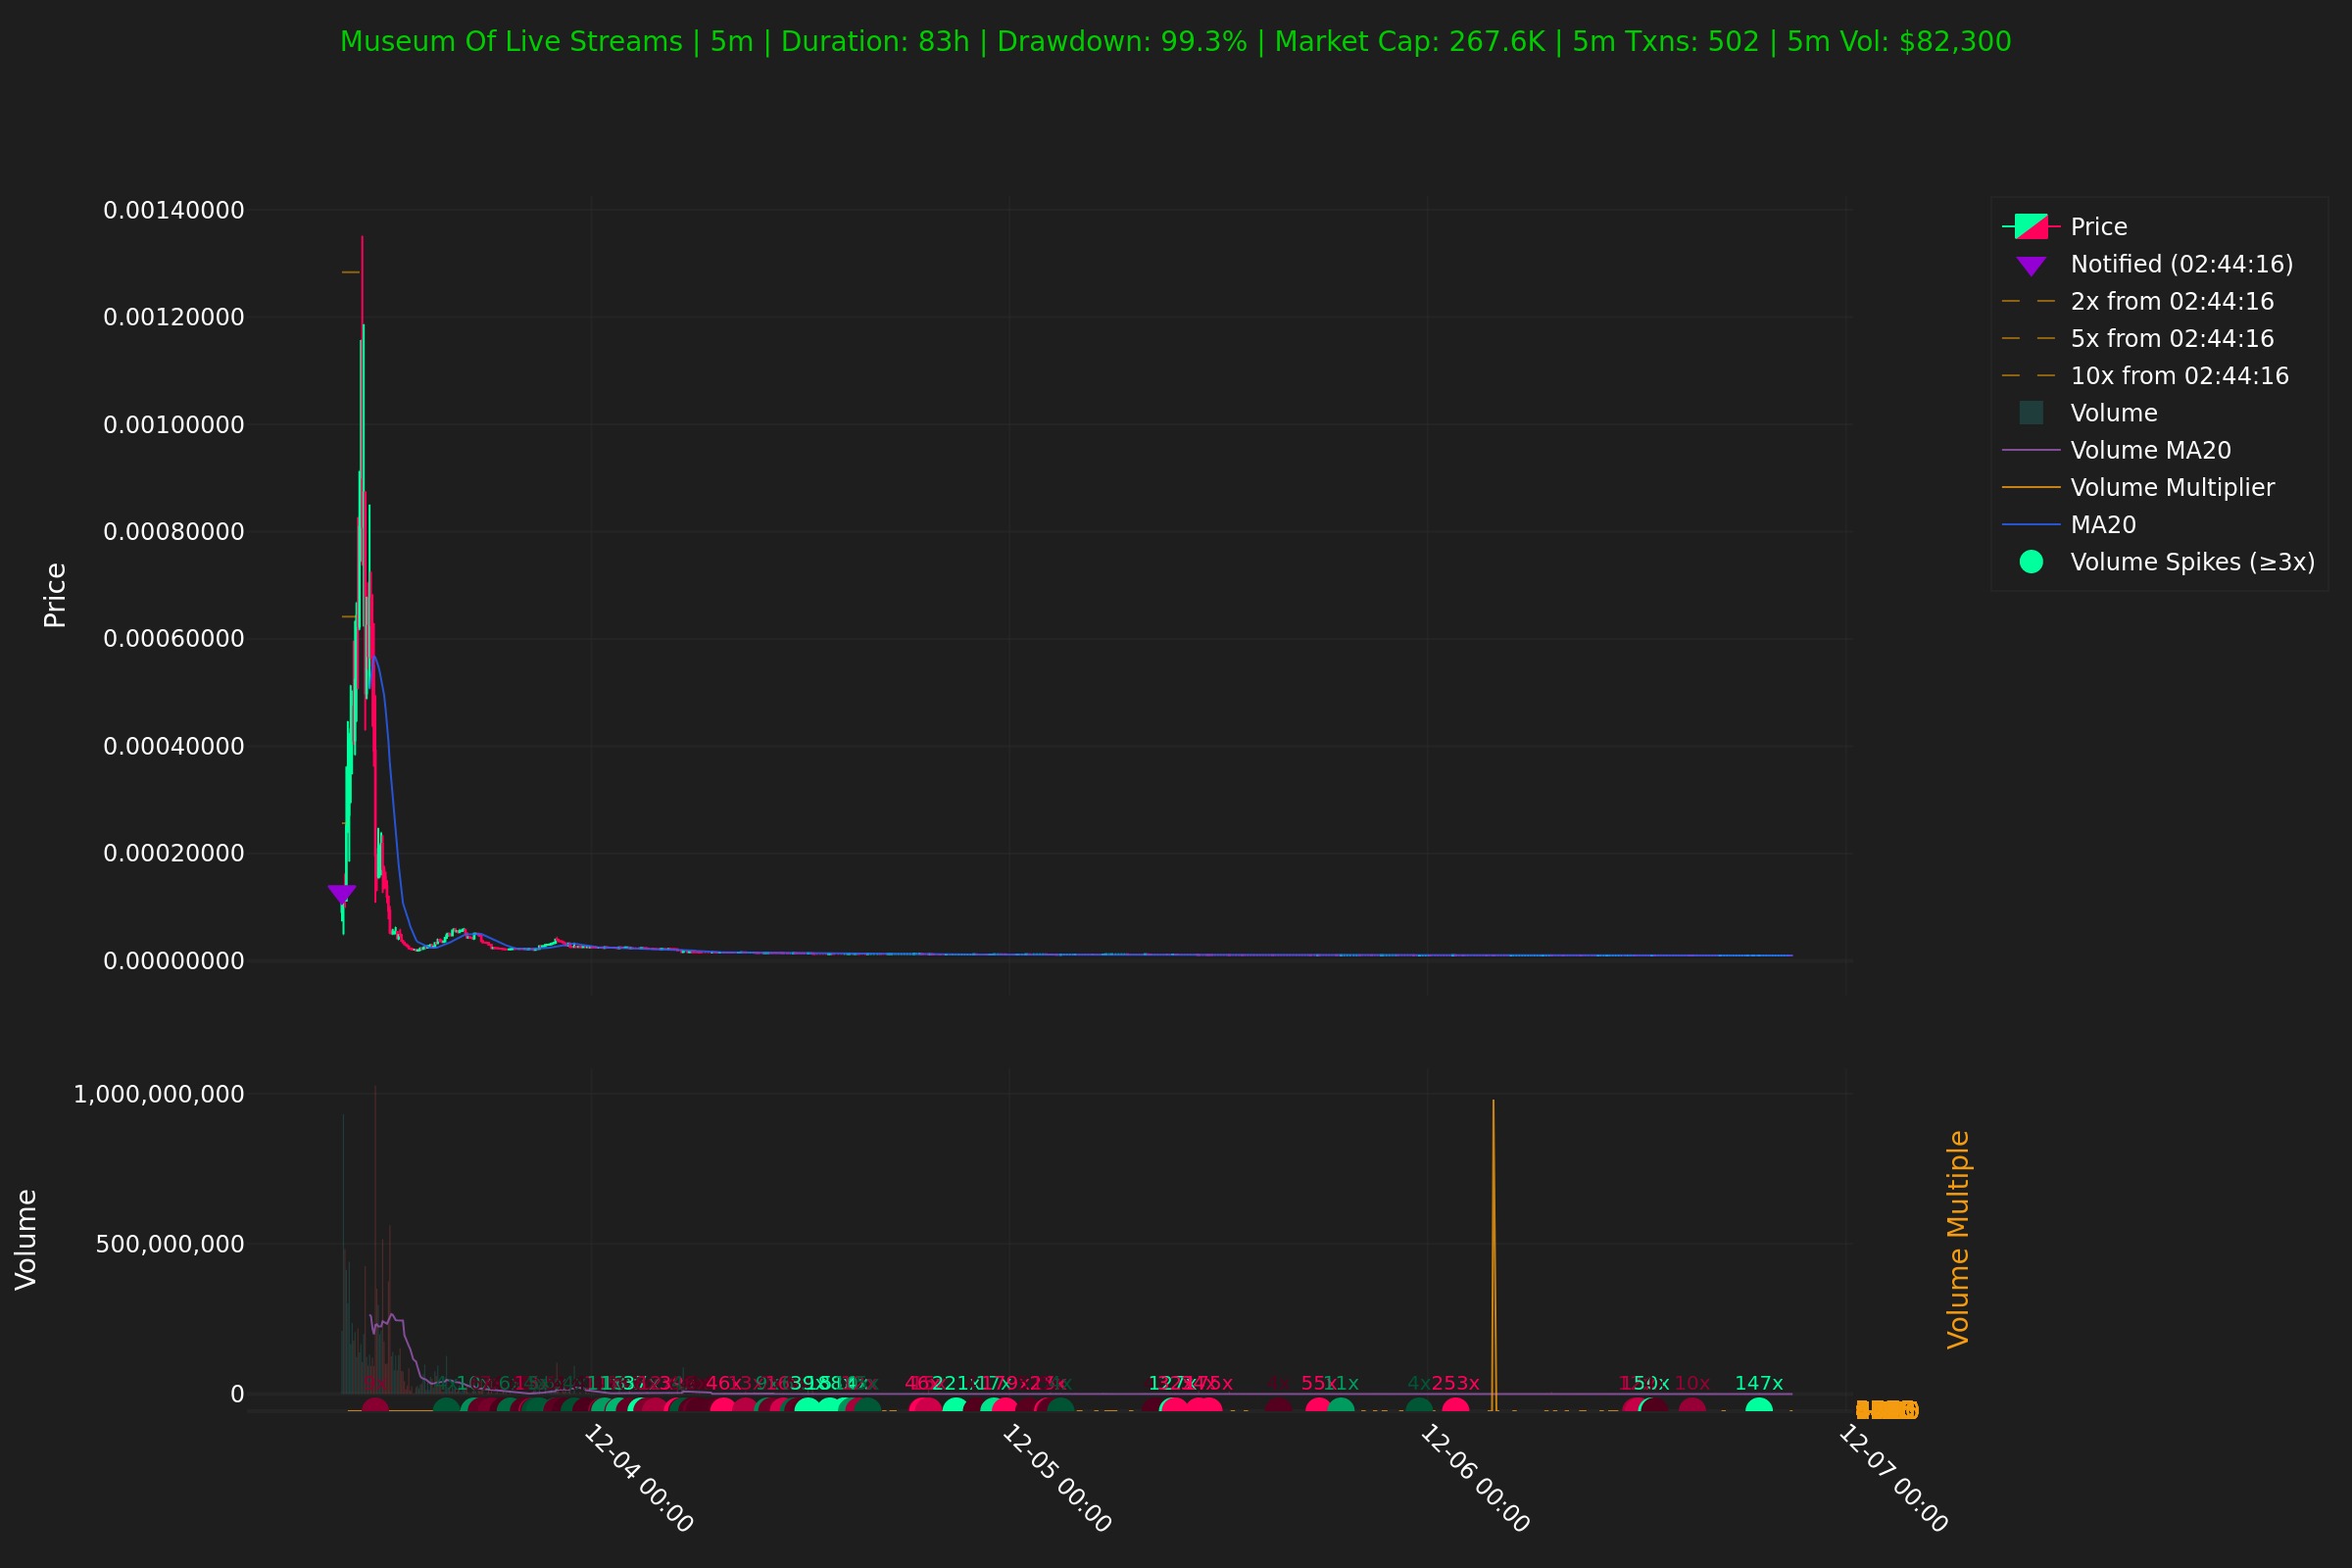 Museum Of Live Streams | 5m | Duration: 83h | Drawdown: 99.3% | Market Cap: 267.6K | 5m Txns: 502 | 5m Vol: $82,300
0.00140000
0.00120000
0.00100000
0.00080000
0.00060000
0.00040000
0.00020000
0.00000000
Price
Price
Notified (02:44:16)
2x from 02:44:16
5x from 02:44:16
10x from 02:44:16
Volume
Volume MA20
Volume Multiplier
MA20
Volume Spikes (≥3x)
1,000,000,000
500,000,000
0
Volume
Volume Multiple
46x
221x
127x
55x
11x
4x
253x
150x
10x
147x
12-04 00:00
12-05 00:00
12-06 00:00
12-07 00:00